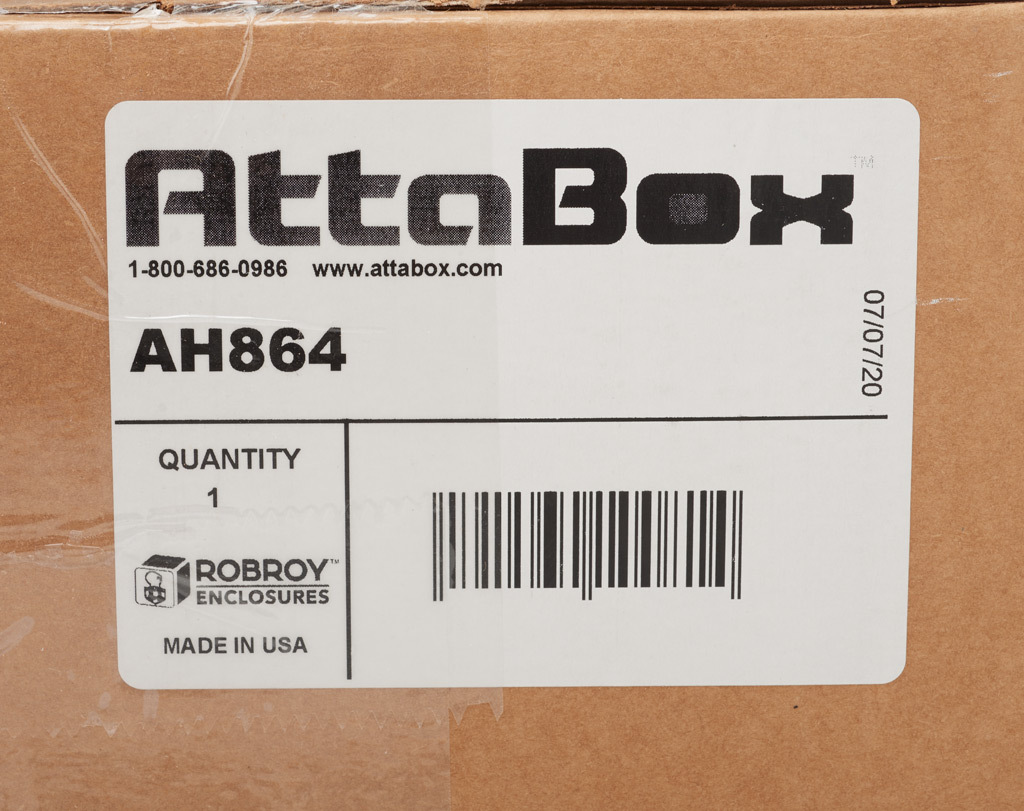 AttaBox™
1-800-686-0986 www.attabox.com
AH864
07/07/20
QUANTITY
1
ROBROY™
ENCLOSURES
MADE IN USA